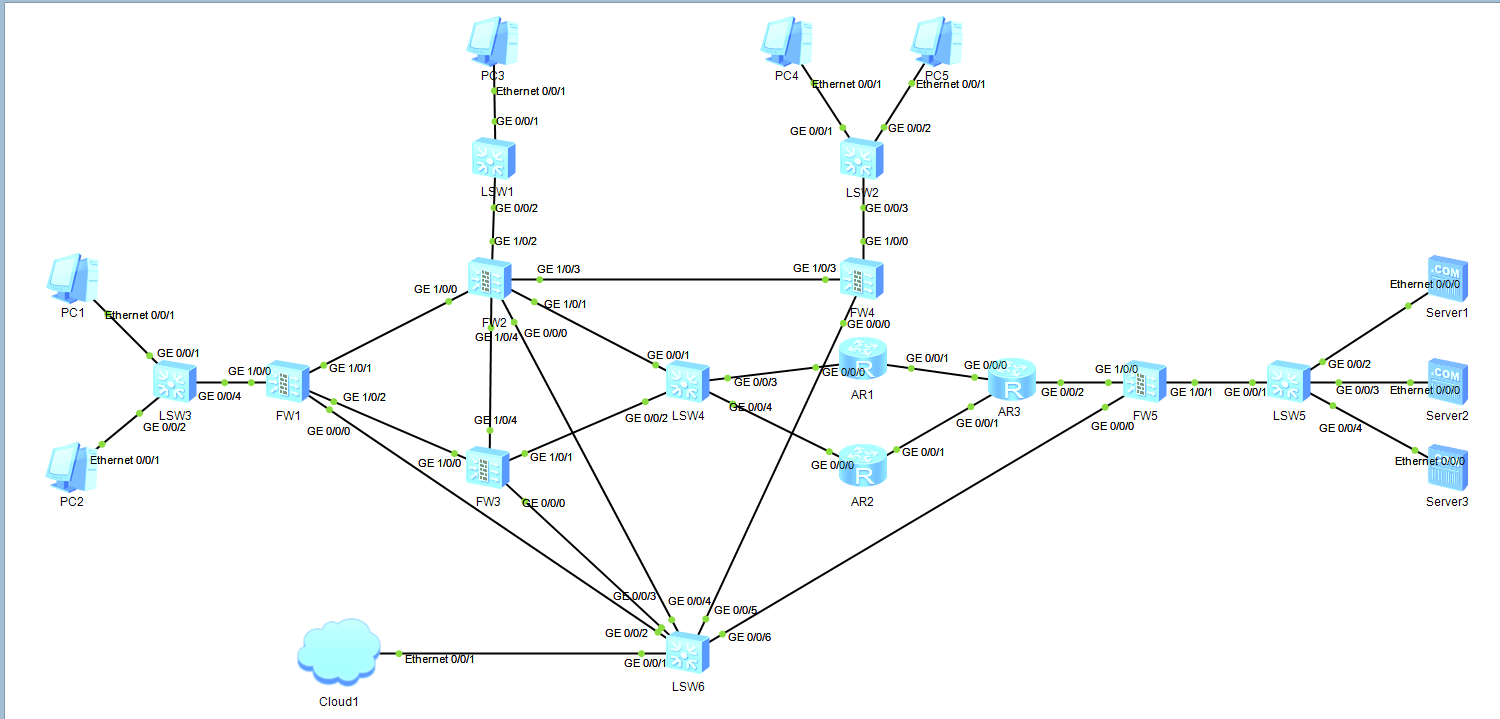 PC3
Ethernet 0/0/1
GE 0/0/1
LSW1
GE 0/0/2
GE 1/0/2
PC4
Ethernet 0/0/1
PC5
Ethernet 0/0/1
GE 0/0/1
GE 0/0/2
LSW2
GE 0/0/3
GE 1/0/0
GE 1/0/3
GE 1/0/3
GE 1/0/0
GE 1/0/1
FW2
GE 1/0/4
GE 0/0/0
FW4
GE 0/0/0
PC1
Ethernet 0/0/1
GE 0/0/1
LSW3
GE 0/0/4
GE 0/0/2
PC2
Ethernet 0/0/1
GE 1/0/0
FW1
GE 1/0/1
GE 1/0/2
GE 0/0/0
GE 1/0/4
GE 1/0/0
GE 1/0/1
FW3
GE 0/0/0
GE 0/0/1
GE 0/0/2
LSW4
GE 0/0/3
GE 0/0/4
GE 0/0/0
AR1
GE 0/0/1
GE 0/0/0
AR2
GE 0/0/1
GE 0/0/0
AR3
GE 0/0/1
GE 0/0/2
GE 1/0/0
FW5
GE 1/0/1
GE 0/0/0
GE 0/0/1
LSW5
GE 0/0/2
GE 0/0/3
GE 0/0/4
Ethernet 0/0/0
.COM
Server1
.COM
Ethernet 0/0/0
Server2
Ethernet 0/0/0
Server3
GE 0/0/3
GE 0/0/4
GE 0/0/5
GE 0/0/2
GE 0/0/6
GE 0/0/1
LSW6
Ethernet 0/0/1
Cloud1